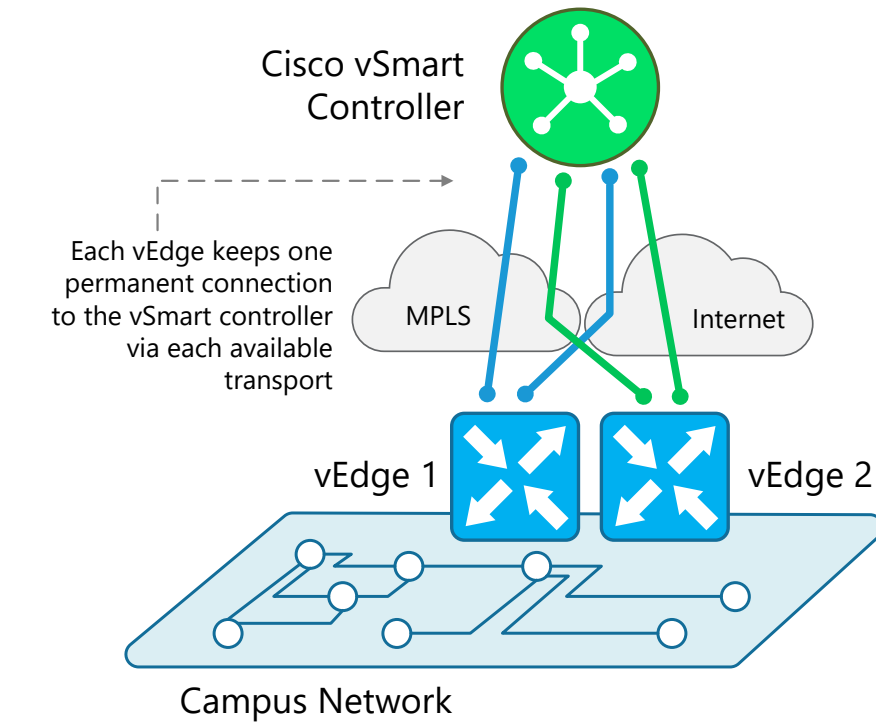 Cisco vSmart
Controller
Each vEdge keeps one
permanent connection
to the vSmart controller
via each available
transport
MPLS
Internet
vEdge 1
vEdge 2
Campus Network